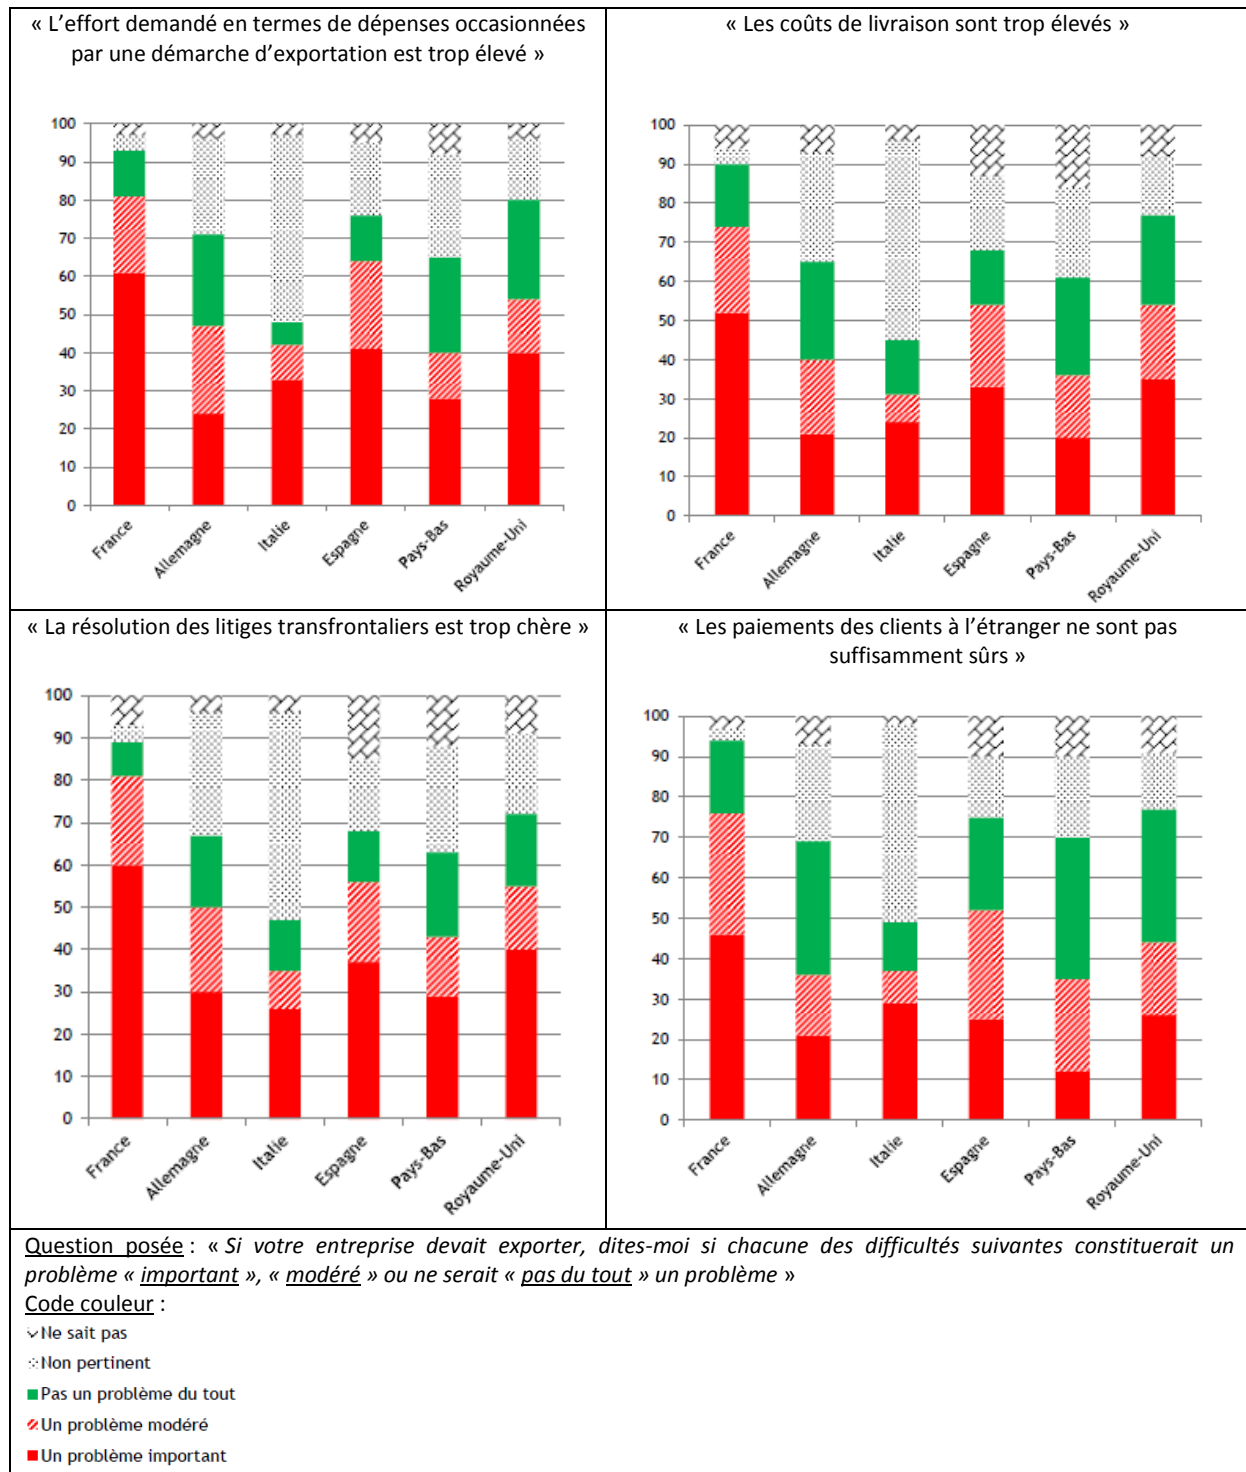 « L’effort demandé en termes de dépenses occasionnées
par une démarche d’exportation est trop élevé »
100
90
80
70
60
50
40
30
20
10
0
France
Allemagne
Italie
Espagne
Pays-Bas
Royaume-Uni
« Les coûts de livraison sont trop élevés »
100
90
80
70
60
50
40
30
20
10
0
France
Allemagne
Italie
Espagne
Pays-Bas
Royaume-Uni
« La résolution des litiges transfrontaliers est trop chère »
100
90
80
70
60
50
40
30
20
10
0
France
Allemagne
Italie
Espagne
Pays-Bas
Royaume-Uni
« Les paiements des clients à l’étranger ne sont pas
suffisamment sûrs »
100
90
80
70
60
50
40
30
20
10
0
France
Allemagne
Italie
Espagne
Pays-Bas
Royaume-Uni
Question posée : « Si votre entreprise devait exporter, dites-moi si chacune des difficultés suivantes constituerait un
problème « important », « modéré » ou ne serait « pas du tout » un problème »
Code couleur :
Ne sait pas
Non pertinent
Pas un problème du tout
Un problème modéré
Un problème important